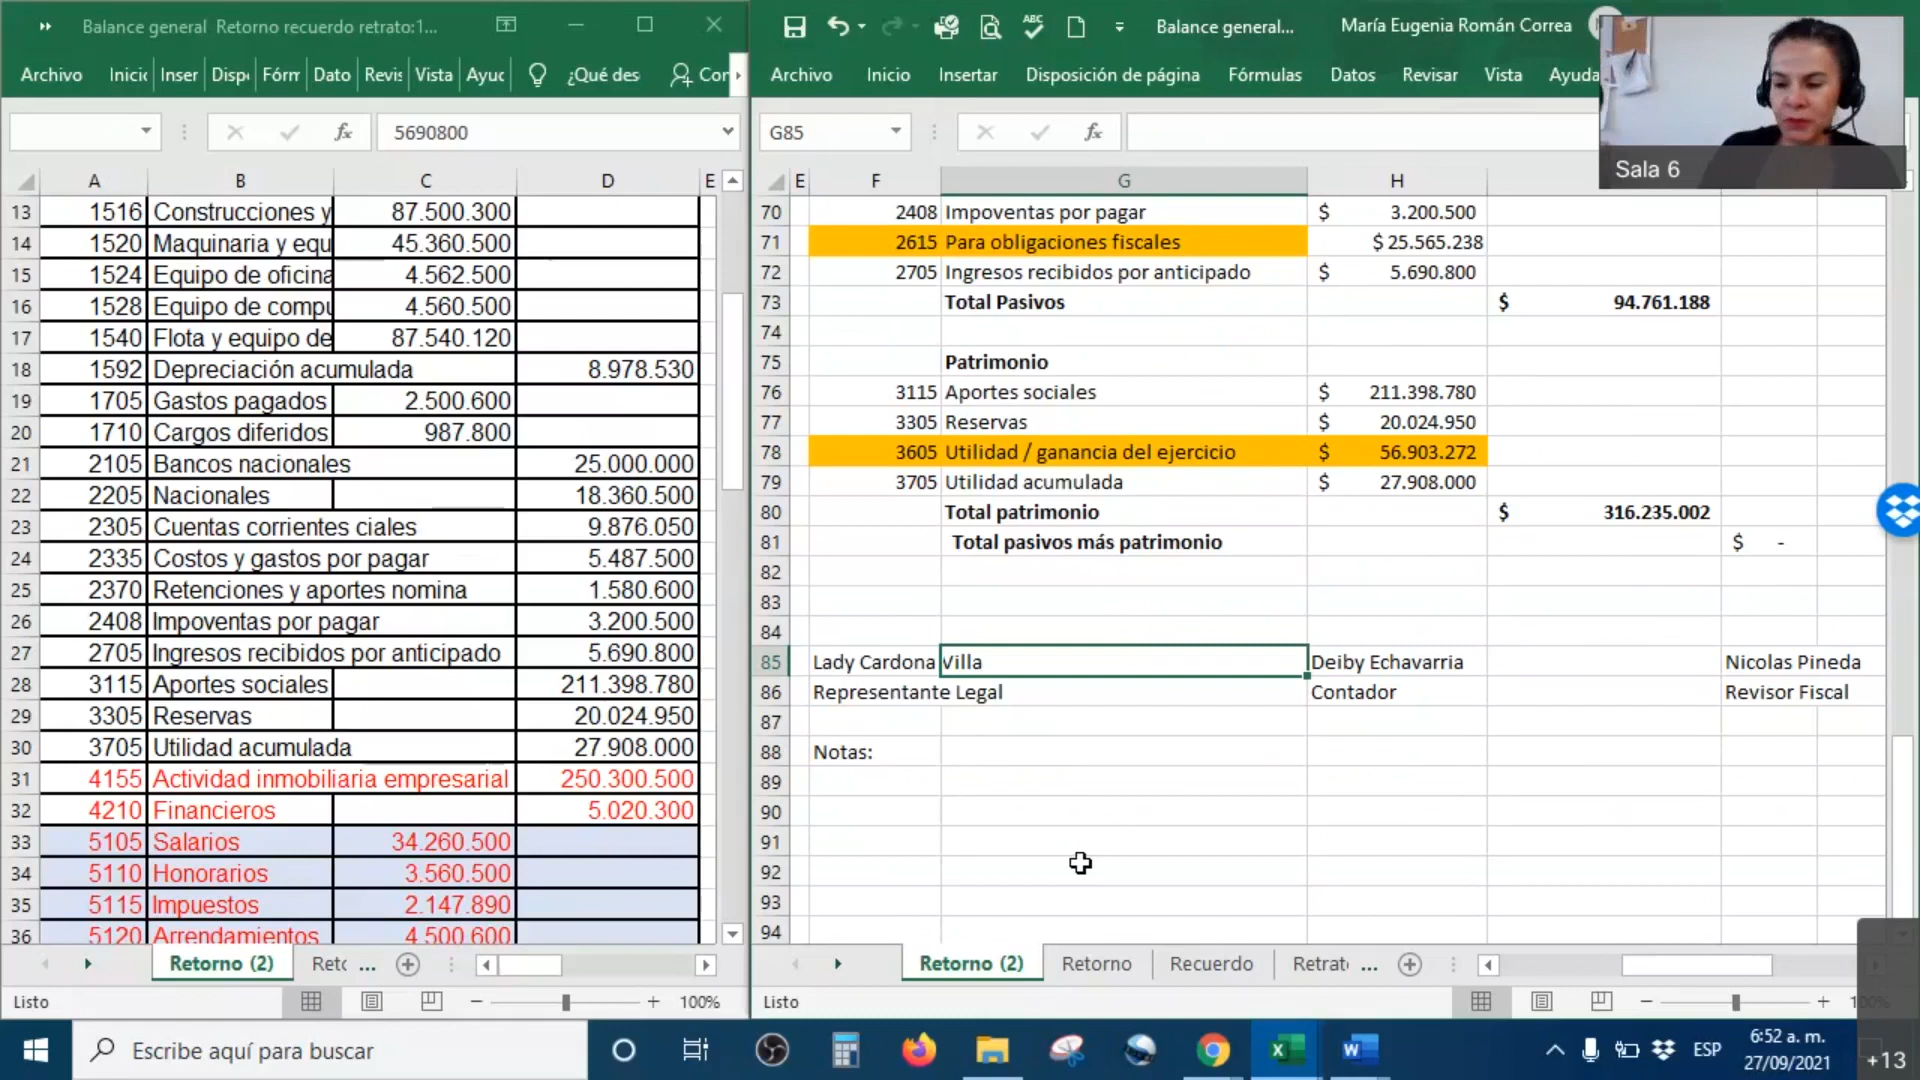 Balance general Retorno recuerdo retrato:1...
Balance general...
María Eugenia Román Correa
Archivo
Inicio
Insertar
Disposición de página
Fórmulas
Datos
Revisar
Vista
Ayuda
Archivo Inic Inser Disp Fórr Dato Revis Vista Ayuc ¿Qué des Cor
Sala 6
5690800
G85
A B C D E
E F G H
13 1516 Construcciones y 87.500.300
14 1520 Maquinaria y equ 45.360.500
15 1524 Equipo de oficina 4.562.500
16 1528 Equipo de compu 4.560.500
17 1540 Flota y equipo de 87.540.120
18 1592 Depreciación acumulada 8.978.530
19 1705 Gastos pagados 2.500.600
20 1710 Cargos diferidos 987.800
21 2105 Bancos nacionales 25.000.000
22 2205 Nacionales 18.360.500
23 2305 Cuentas corrientes ciales 9.876.050
24 2335 Costos y gastos por pagar 5.487.500
25 2370 Retenciones y aportes nomina 1.580.600
26 2408 Impoventas por pagar 3.200.500
27 2705 Ingresos recibidos por anticipado 5.690.800
28 3115 Aportes sociales 211.398.780
29 3305 Reservas 20.024.950
30 3705 Utilidad acumulada 27.908.000
31 4155 Actividad inmobiliaria empresarial 250.300.500
32 4210 Financieros 5.020.300
33 5105 Salarios 34.260.500
34 5110 Honorarios 3.560.500
35 5115 Impuestos 2.147.890
36 5120 Arrendamientos 4.500.600
70 2408 Impoventas por pagar $ 3.200.500
71 2615 Para obligaciones fiscales $ 25.565.238
72 2705 Ingresos recibidos por anticipado $ 5.690.800
73 Total Pasivos $ 94.761.188
74
75 Patrimonio
76 3115 Aportes sociales $ 211.398.780
77 3305 Reservas $ 20.024.950
78 3605 Utilidad / ganancia del ejercicio $ 56.903.272
79 3705 Utilidad acumulada $ 27.908.000
80 Total patrimonio $ 316.235.002
81 Total pasivos más patrimonio $ -
82
83
84
85 Lady Cardona Villa Deiby Echavarria Nicolas Pineda
86 Representante Legal Contador Revisor Fiscal
87
88 Notas:
89
90
91
92
93
94
Retorno (2) Retc ...
Retorno (2) Retorno Recuerdo Retrat ...
Listo 100%
Listo 100%
Escribe aquí para buscar
ESP
6:52 a. m.
27/09/2021
+13